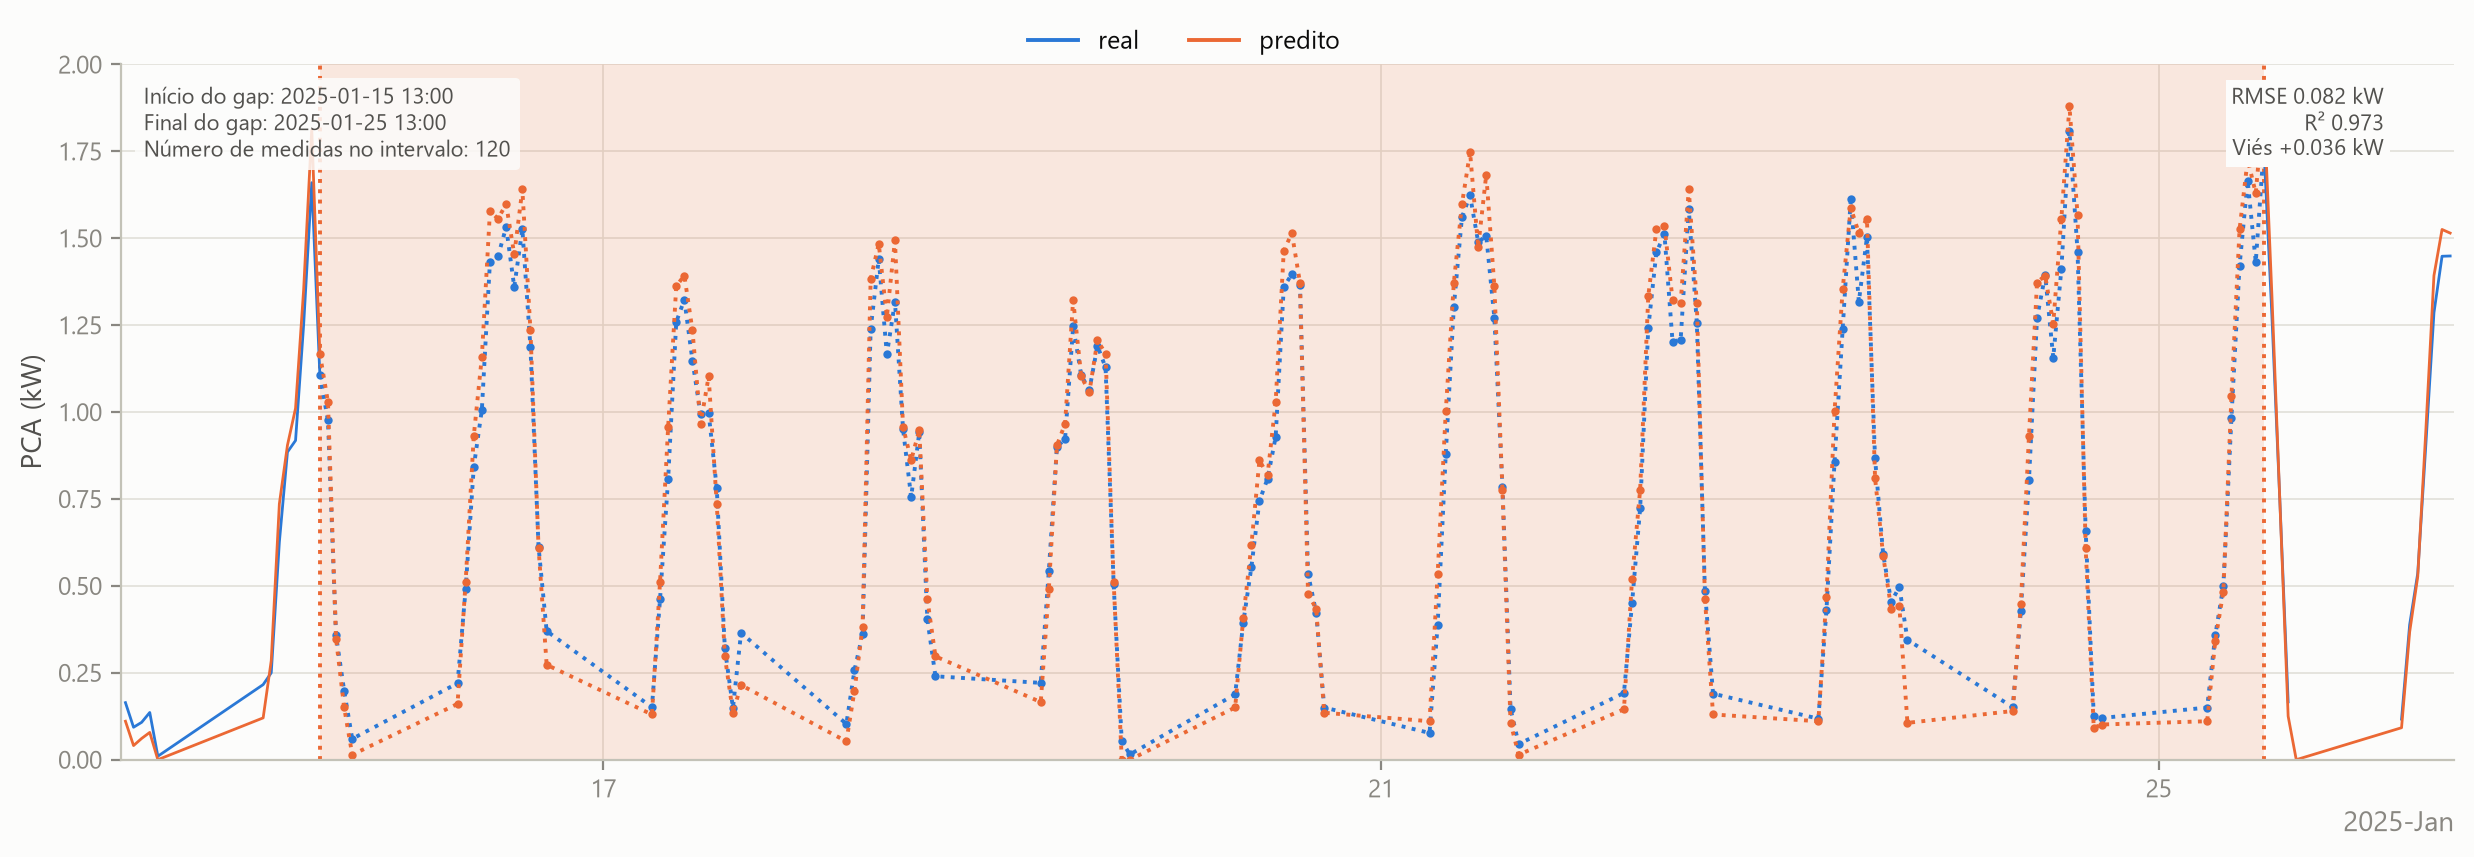 real predito
2.00
1.75
1.50
1.25
1.00
0.75
0.50
0.25
0.00
PCA (kW)
Início do gap: 2025-01-15 13:00
Final do gap: 2025-01-25 13:00
Número de medidas no intervalo: 120
RMSE 0.082 kW
R² 0.973
Viés +0.036 kW
17 21 25
2025-Jan